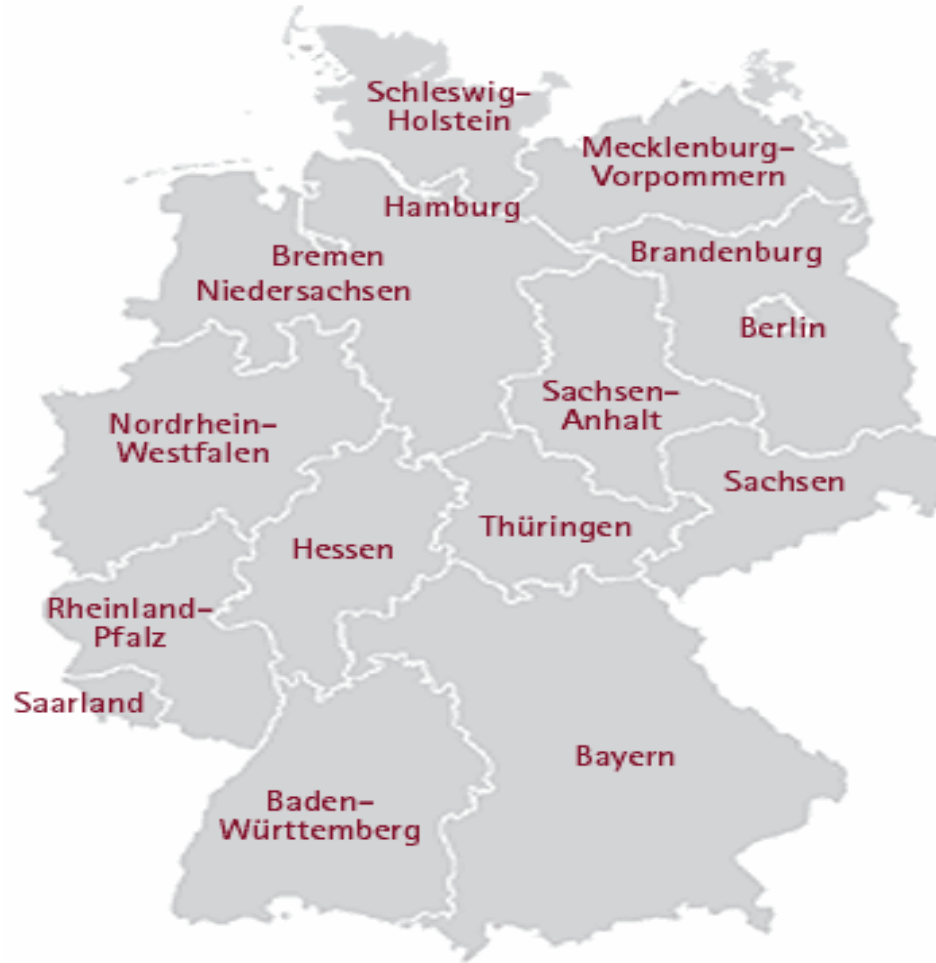 Schleswig-
Holstein
Mecklenburg-
Vorpommern
Hamburg
Bremen
Brandenburg
Niedersachsen
Berlin
Sachsen-
Anhalt
Nordrhein-
Westfalen
Sachsen
Thüringen
Hessen
Rheinland-
Pfalz
Saarland
Bayern
Baden-
Württemberg